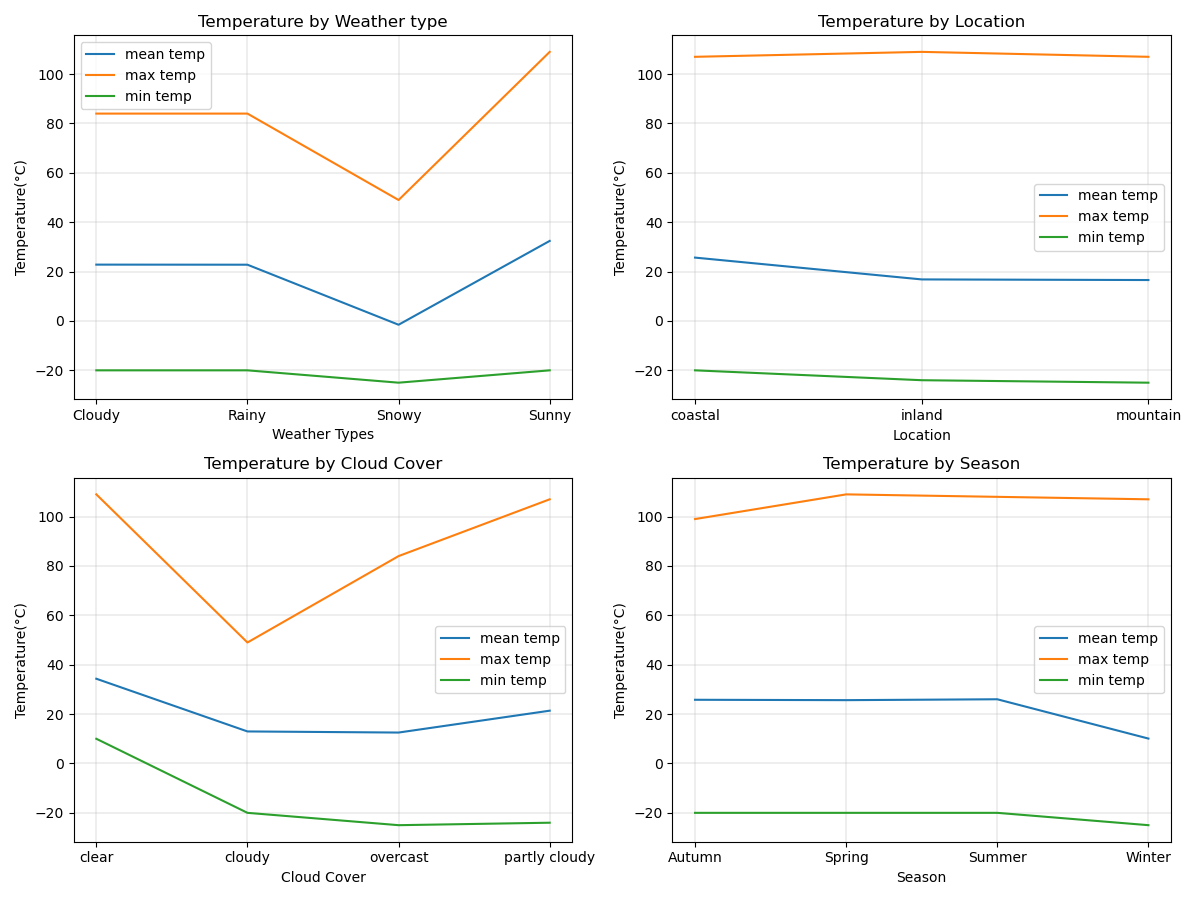 Temperature by Weather type
mean temp
max temp
min temp
Temperature(°C)
100
80
60
40
20
0
−20
Cloudy Rainy Snowy Sunny
Weather Types
Temperature by Location
mean temp
max temp
min temp
Temperature(°C)
100
80
60
40
20
0
−20
coastal inland mountain
Location
Temperature by Cloud Cover
mean temp
max temp
min temp
Temperature(°C)
100
80
60
40
20
0
−20
clear cloudy overcast partly cloudy
Cloud Cover
Temperature by Season
mean temp
max temp
min temp
Temperature(°C)
100
80
60
40
20
0
−20
Autumn Spring Summer Winter
Season